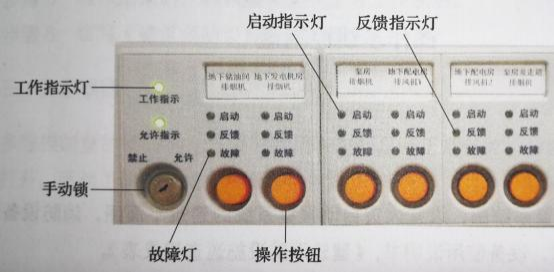 启动指示灯 反馈指示灯
工作指示灯
地下储油间排烟机
地下发电机房排烟机
泵房排烟机
地下配电房排风机1
地下配电房排风机2
工作指示
允许指示
禁止 允许
启动 启动 启动 启动 启动 启动
反馈 反馈 反馈 反馈 反馈 反馈
故障 故障 故障 故障 故障 故障
手动锁
故障灯 操作按钮